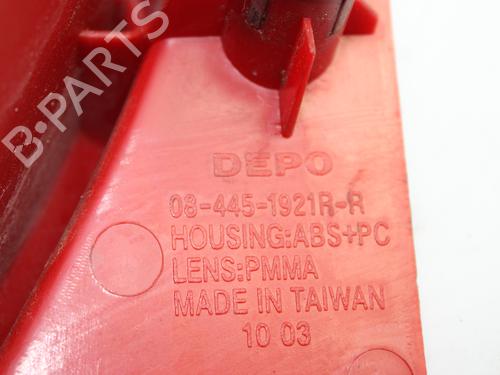 B-PARTS
DEPO
08-445-1921R-R
HOUSING:ABS+PC
LENS:PMMA
MADE IN TAIWAN
10 03